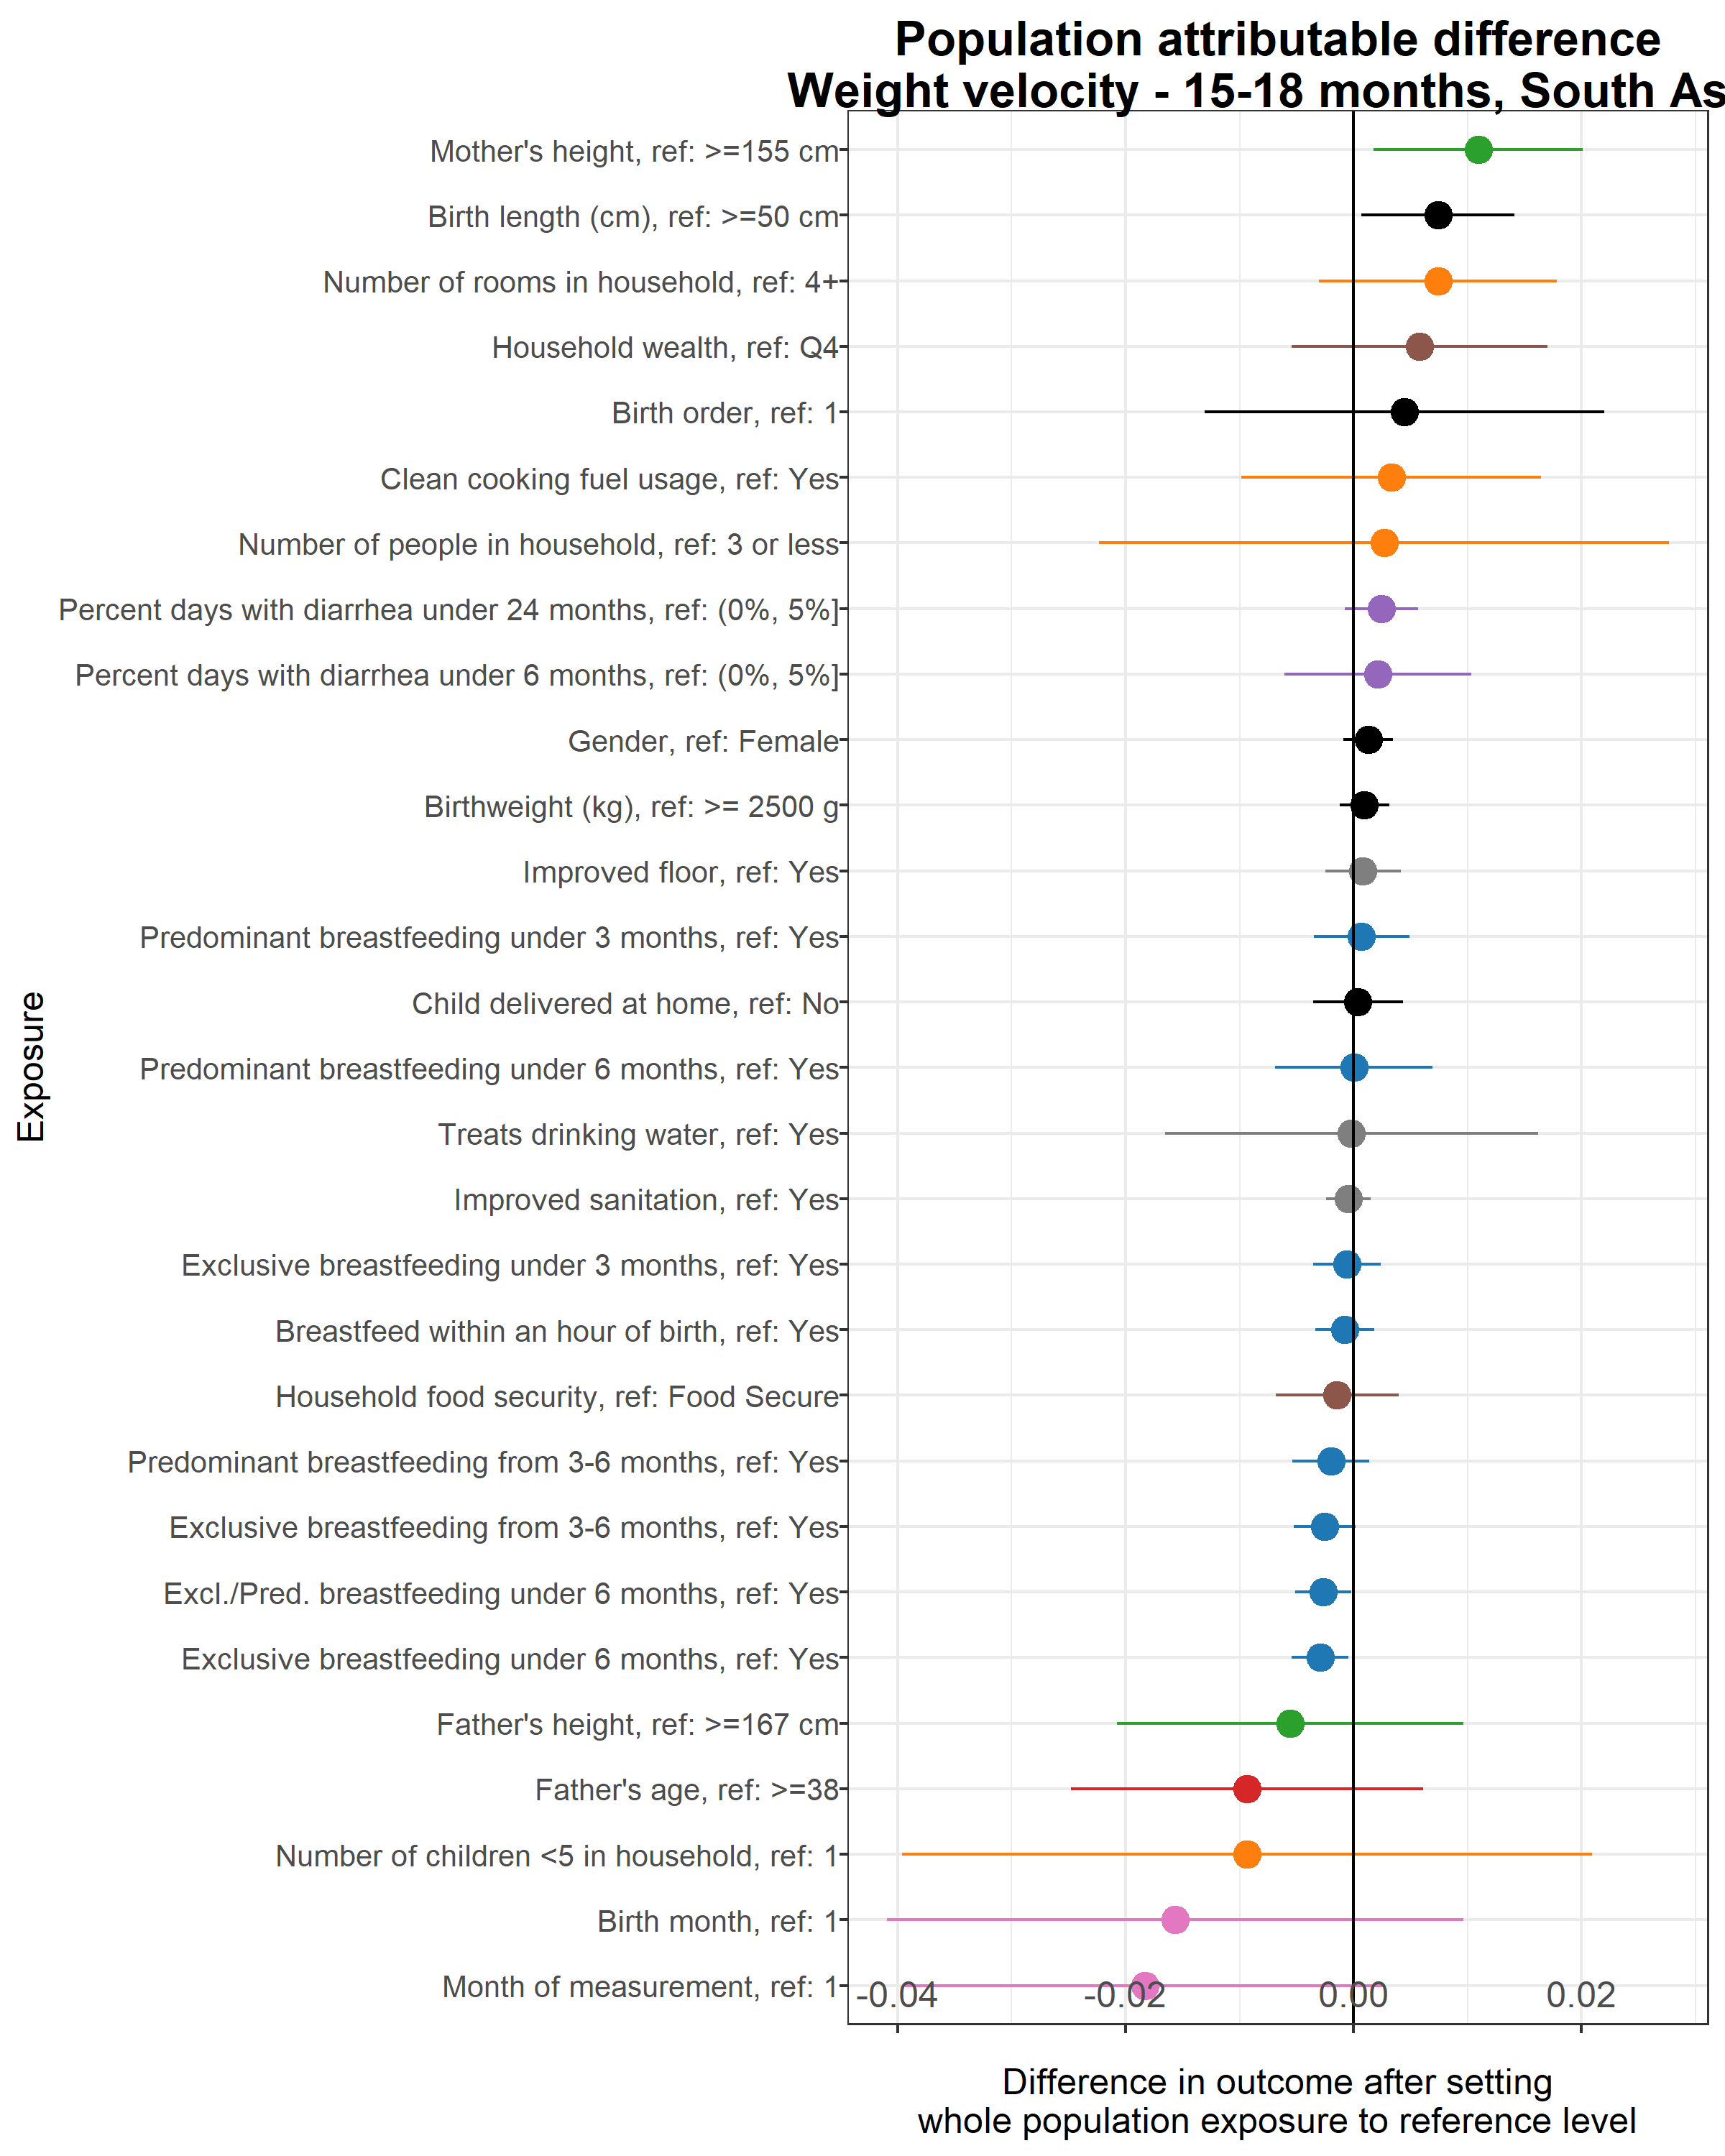 Population attributable difference
Weight velocity - 15-18 months, South As
Mother's height, ref: >=155 cm
Birth length (cm), ref: >=50 cm
Number of rooms in household, ref: 4+
Household wealth, ref: Q4
Birth order, ref: 1
Clean cooking fuel usage, ref: Yes
Number of people in household, ref: 3 or less
Percent days with diarrhea under 24 months, ref: (0%, 5%]
Percent days with diarrhea under 6 months, ref: (0%, 5%]
Gender, ref: Female
Birthweight (kg), ref: >= 2500 g
Improved floor, ref: Yes
Predominant breastfeeding under 3 months, ref: Yes
Child delivered at home, ref: No
Predominant breastfeeding under 6 months, ref: Yes
Treats drinking water, ref: Yes
Improved sanitation, ref: Yes
Exclusive breastfeeding under 3 months, ref: Yes
Breastfeed within an hour of birth, ref: Yes
Household food security, ref: Food Secure
Predominant breastfeeding from 3-6 months, ref: Yes
Exclusive breastfeeding from 3-6 months, ref: Yes
Excl./Pred. breastfeeding under 6 months, ref: Yes
Exclusive breastfeeding under 6 months, ref: Yes
Father's height, ref: >=167 cm
Father's age, ref: >=38
Number of children <5 in household, ref: 1
Birth month, ref: 1
Month of measurement, ref: 1
Exposure
-0.04 -0.02 0.00 0.02
Difference in outcome after setting
whole population exposure to reference level